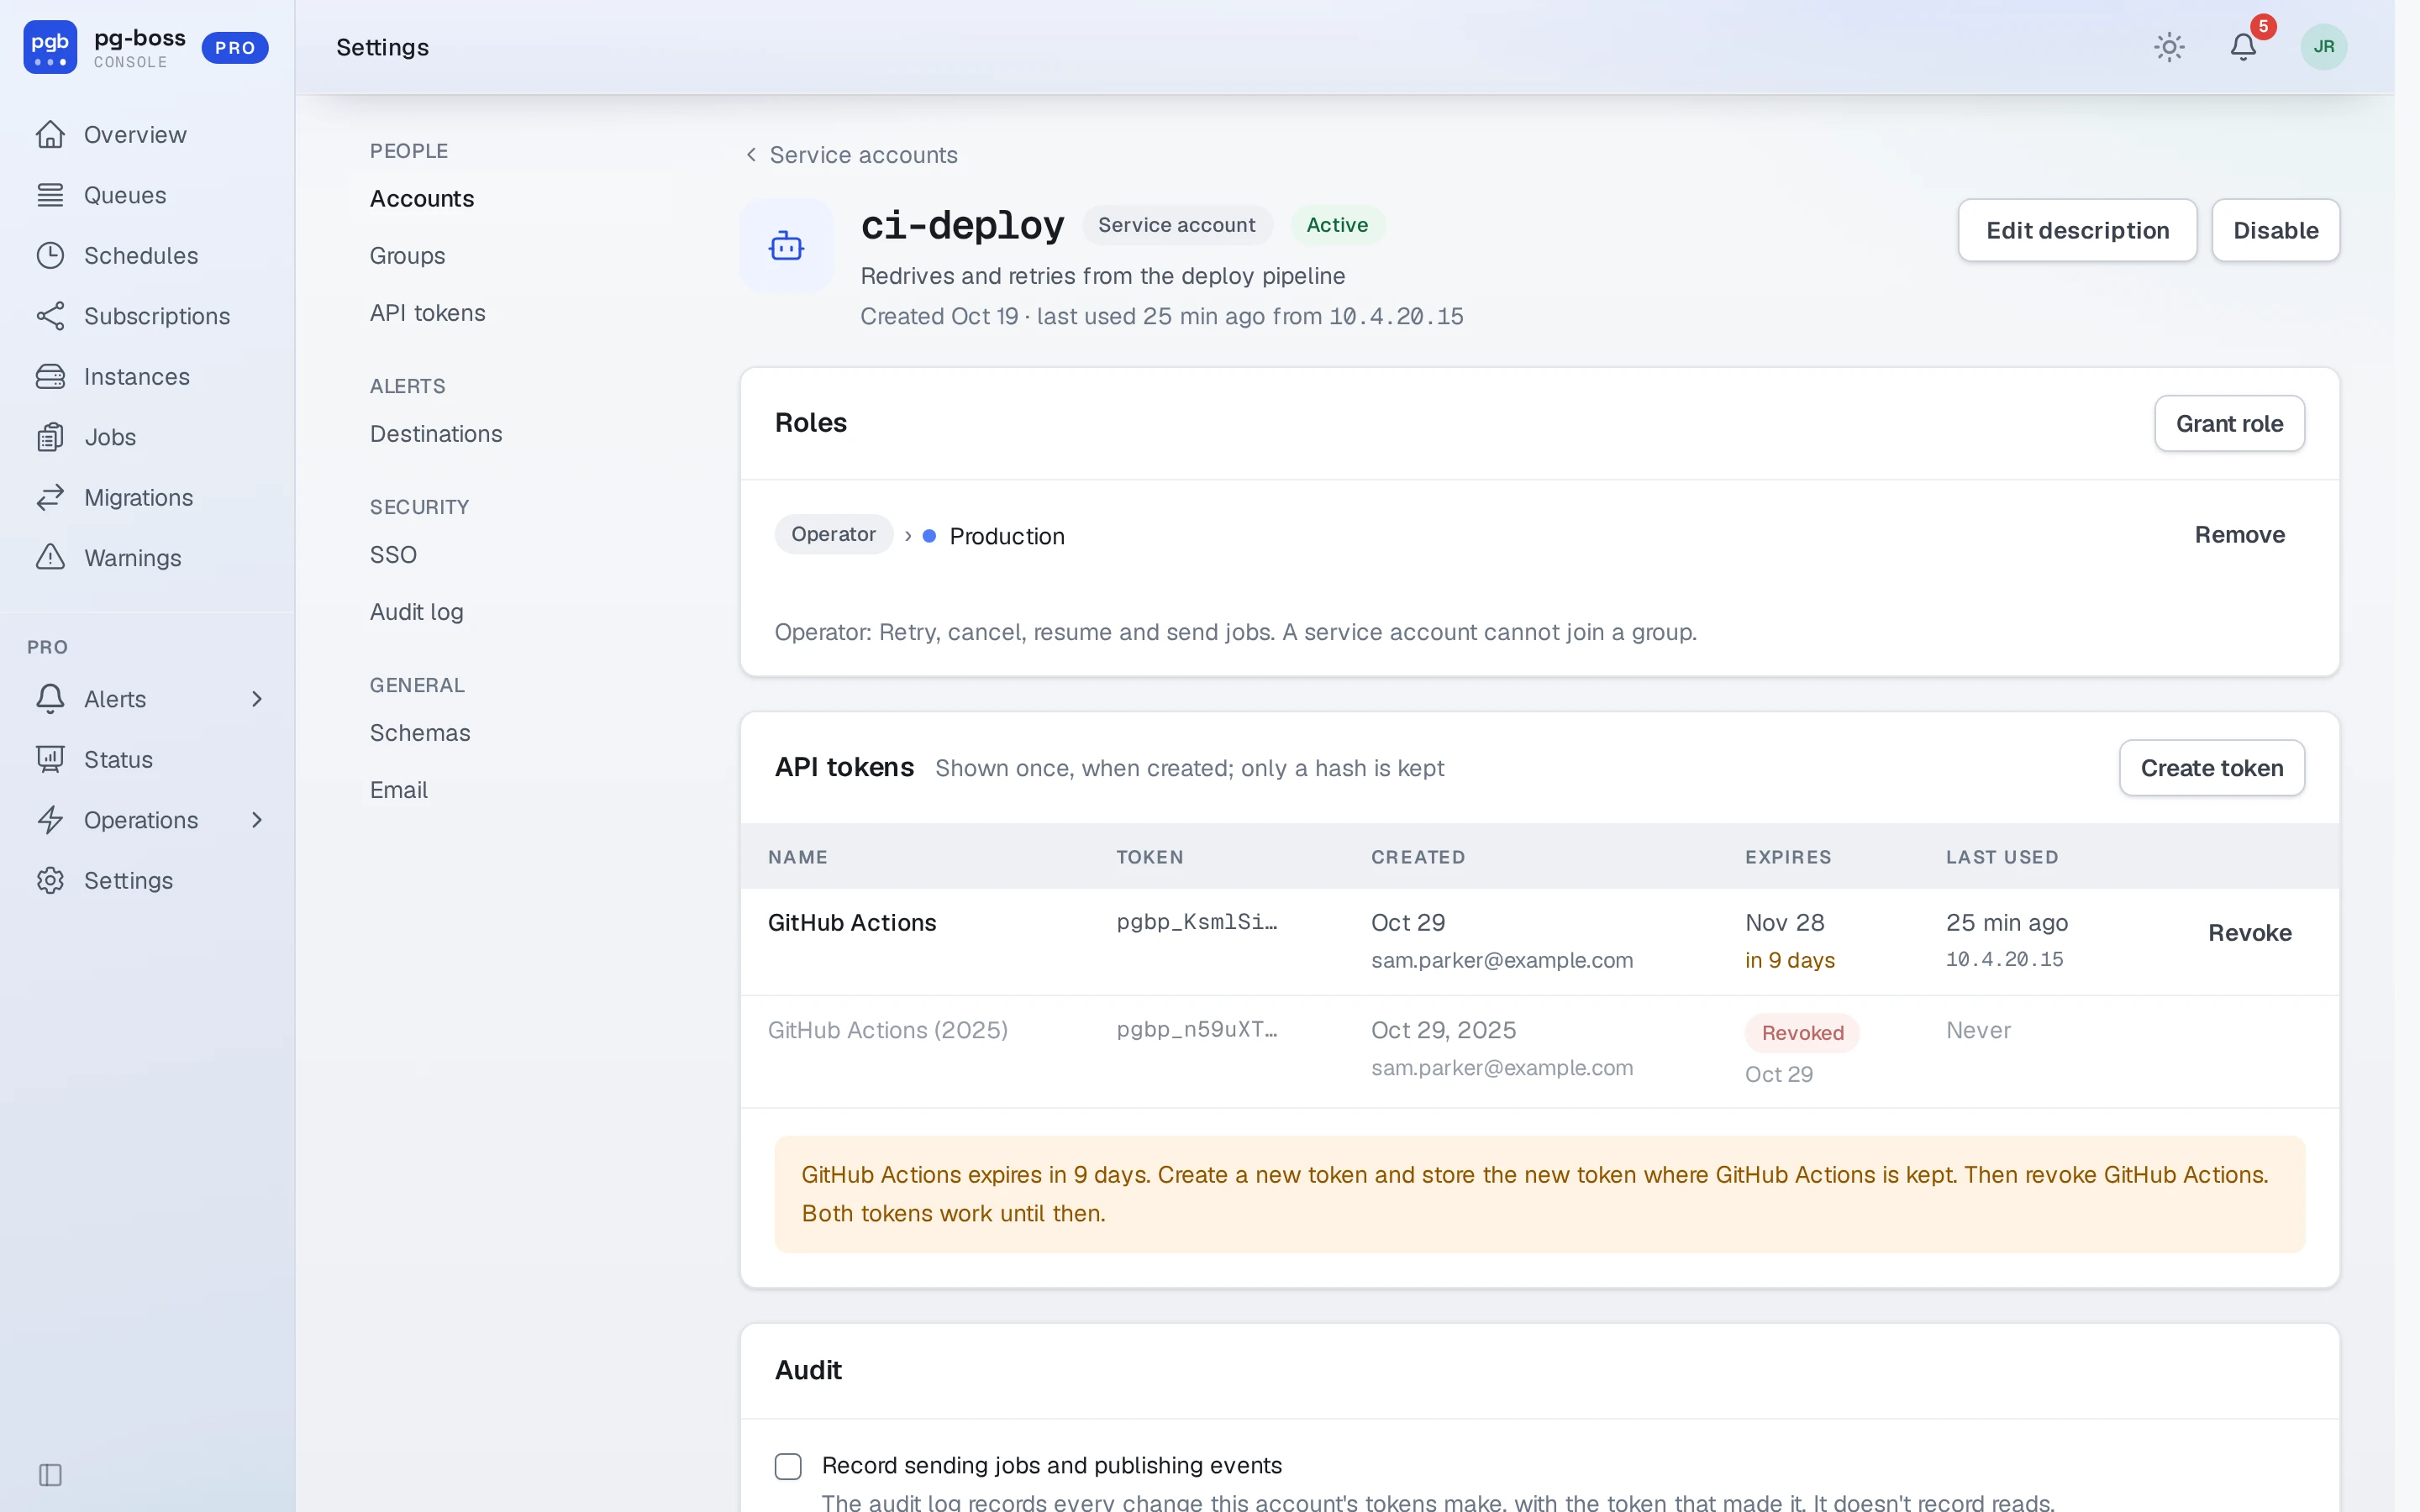 pgb
pg-boss
CONSOLE
PRO
Settings
5
JR
Overview
Queues
Schedules
Subscriptions
Instances
Jobs
Migrations
Warnings
PRO
Alerts
Status
Operations
Settings
PEOPLE
Accounts
Groups
API tokens
ALERTS
Destinations
SECURITY
SSO
Audit log
GENERAL
Schemas
Email
Service accounts
ci-deploy Service account Active
Edit description Disable
Redrives and retries from the deploy pipeline
Created Oct 19 · last used 25 min ago from 10.4.20.15
Roles
Grant role
Operator › Production
Remove
Operator: Retry, cancel, resume and send jobs. A service account cannot join a group.
API tokens Shown once, when created; only a hash is kept
Create token
NAME TOKEN CREATED EXPIRES LAST USED
GitHub Actions pgbp_KsmlSi… Oct 29 Nov 28 25 min ago Revoke
sam.parker@example.com in 9 days 10.4.20.15
GitHub Actions (2025) pgbp_n59uXT… Oct 29, 2025 Revoked Never
sam.parker@example.com Oct 29
GitHub Actions expires in 9 days. Create a new token and store the new token where GitHub Actions is kept. Then revoke GitHub Actions.
Both tokens work until then.
Audit
Record sending jobs and publishing events
The audit log records every change this account's tokens make, with the token that made it. It doesn't record reads.